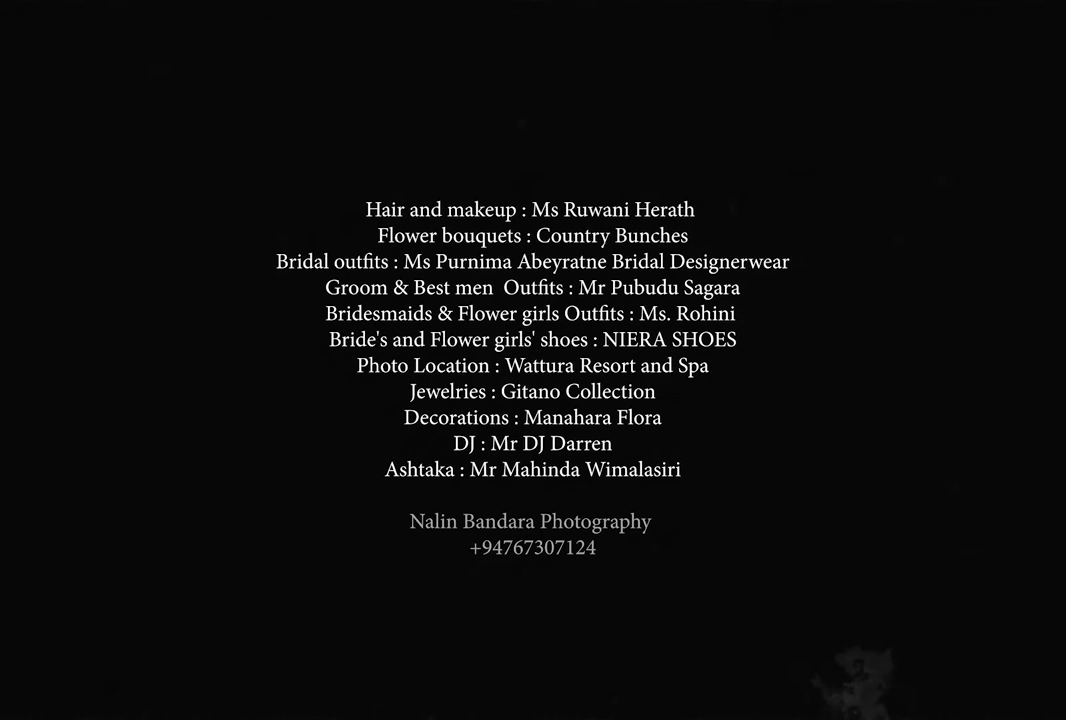 Hair and makeup : Ms Ruwani Herath
Flower bouquets : Country Bunches
Bridal outfits : Ms Purnima Abeyratne Bridal Designerwear
Groom & Best men  Outfits : Mr Pubudu Sagara
Bridesmaids & Flower girls Outfits : Ms. Rohini
Bride's and Flower girls' shoes : NIERA SHOES
Photo Location : Wattura Resort and Spa
Jewelries : Gitano Collection
Decorations : Manahara Flora
DJ : Mr DJ Darren
Ashtaka : Mr Mahinda Wimalasiri
Nalin Bandara Photography
+94767307124